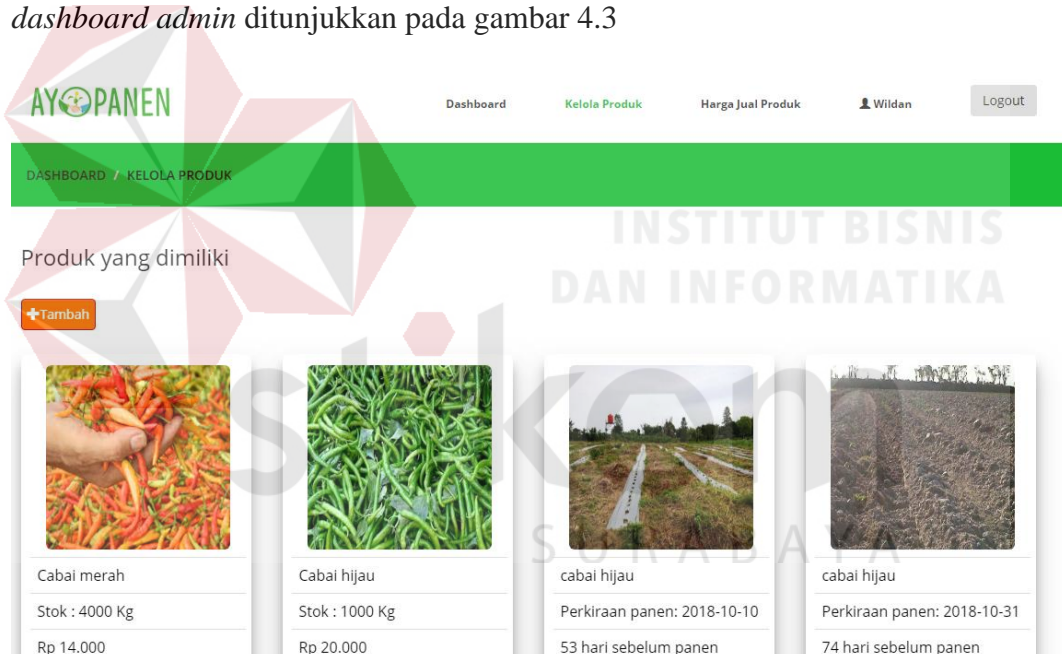 dashboard admin ditunjukkan pada gambar 4.3
AYOPANEN
Dashboard Kelola Produk Harga Jual Produk Wildan Logout
DASHBOARD / KELOLA PRODUK
INSTITUT BISNIS
DAN INFORMATIKA
Produk yang dimiliki
+Tambah
stikom
SURABAYA
Cabai merah
Stok : 4000 Kg
Rp 14.000
Cabai hijau
Stok : 1000 Kg
Rp 20.000
cabai hijau
Perkiraan panen: 2018-10-10
53 hari sebelum panen
cabai hijau
Perkiraan panen: 2018-10-31
74 hari sebelum panen